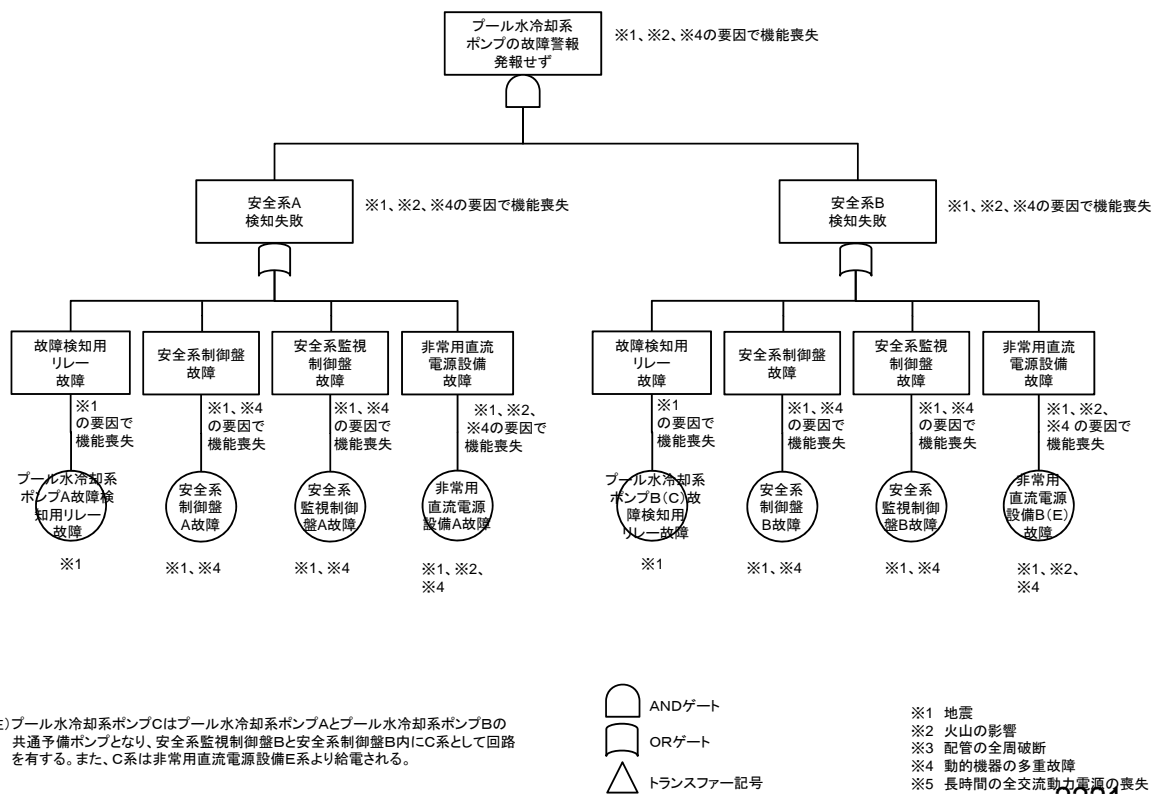 プール水冷却系
ポンプの故障警報
発報せず
※1、※2、※4の要因で機能喪失
安全系A
検知失敗
※1、※2、※4の要因で機能喪失
安全系B
検知失敗
※1、※2、※4の要因で機能喪失
故障検知用
リレー
故障
安全系制御盤
故障
安全系監視
制御盤
故障
非常用直流
電源設備
故障
故障検知用
リレー
故障
安全系制御盤
故障
安全系監視
制御盤
故障
非常用直流
電源設備
故障
※1
の要因で
機能喪失
※1、※4
の要因で
機能喪失
※1、※4
の要因で
機能喪失
※1、※2、
※4の要因で
機能喪失
※1
の要因で
機能喪失
※1、※4
の要因で
機能喪失
※1、※4
の要因で
機能喪失
※1、※2、
※4 の要因で
機能喪失
プール水冷却系
ポンプA故障検
知用リレー
故障
安全系
制御盤
A故障
安全系
監視制御
盤A故障
非常用
直流電源
設備A故障
プール水冷却系
ポンプB(C)故
障検知用
リレー故障
安全系
制御盤
B故障
安全系
監視制御
盤B故障
非常用
直流電源
設備B(E)
故障
※1
※1、※4
※1、※4
※1、※2、
※4
※1
※1、※4
※1、※4
※1、※2、
※4
)プール水冷却系ポンプCはプール水冷却系ポンプAとプール水冷却系ポンプBの
共通予備ポンプとなり、安全系監視制御盤Bと安全系制御盤B内にC系として回路
を有する。また、C系は非常用直流電源設備E系より給電される。
ANDゲート
ORゲート
トランスファー記号
※1 地震
※2 火山の影響
※3 配管の全周破断
※4 動的機器の多重故障
※5 長時間の全交流動力電源の喪失